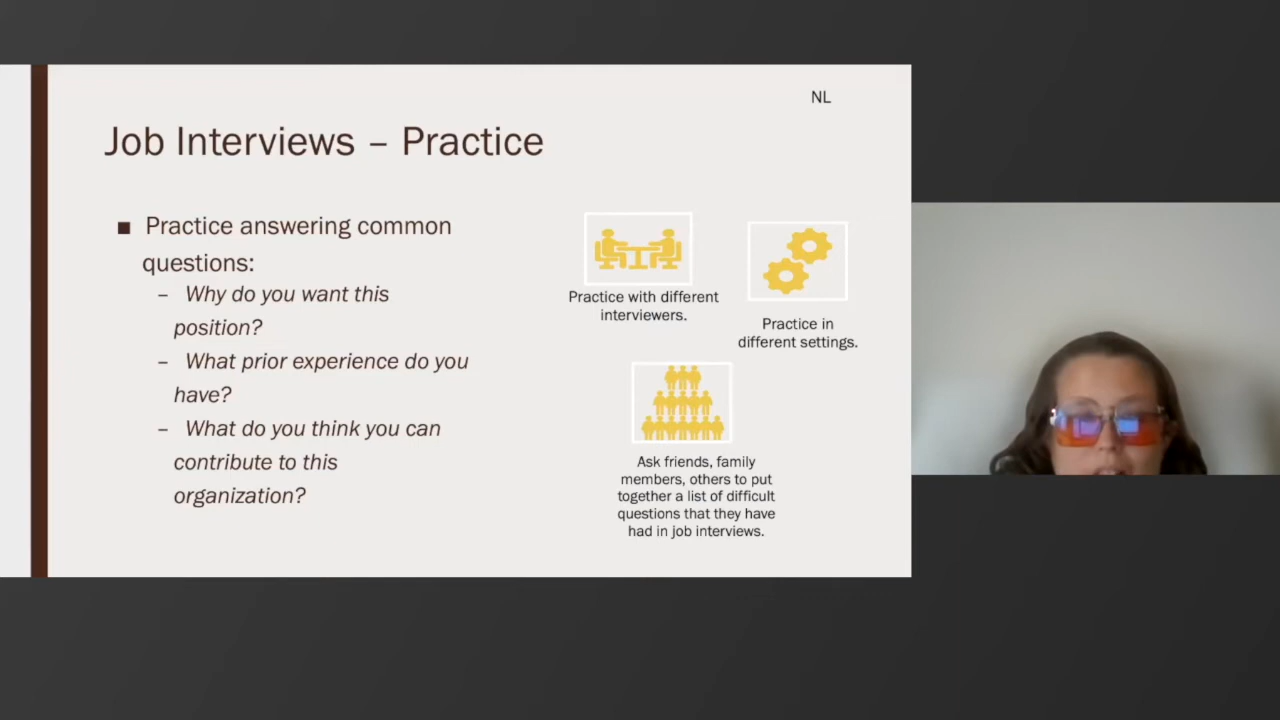 NL
Job Interviews – Practice
■ Practice answering common
questions:
– Why do you want this
position?
– What prior experience do you
have?
– What do you think you can
contribute to this
organization?
Practice with different
interviewers.
Practice in
different settings.
Ask friends, family
members, others to put
together a list of difficult
questions that they have
had in job interviews.